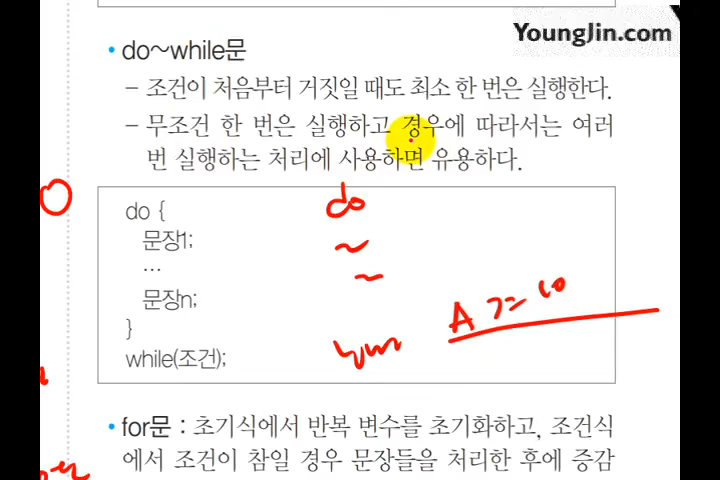 YoungJin.com
• do~while문
– 조건이 처음부터 거짓일 때도 최소 한 번은 실행한다.
– 무조건 한 번은 실행하고 경우에 따라서는 여러
번 실행하는 처리에 사용하면 유용하다.
do {
문장1;
...
문장n;
}
while(조건);
do
~
~
A >= 10
• for문 : 초기식에서 반복 변수를 초기화하고, 조건식
에서 조건이 참일 경우 문장들을 처리한 후에 증감